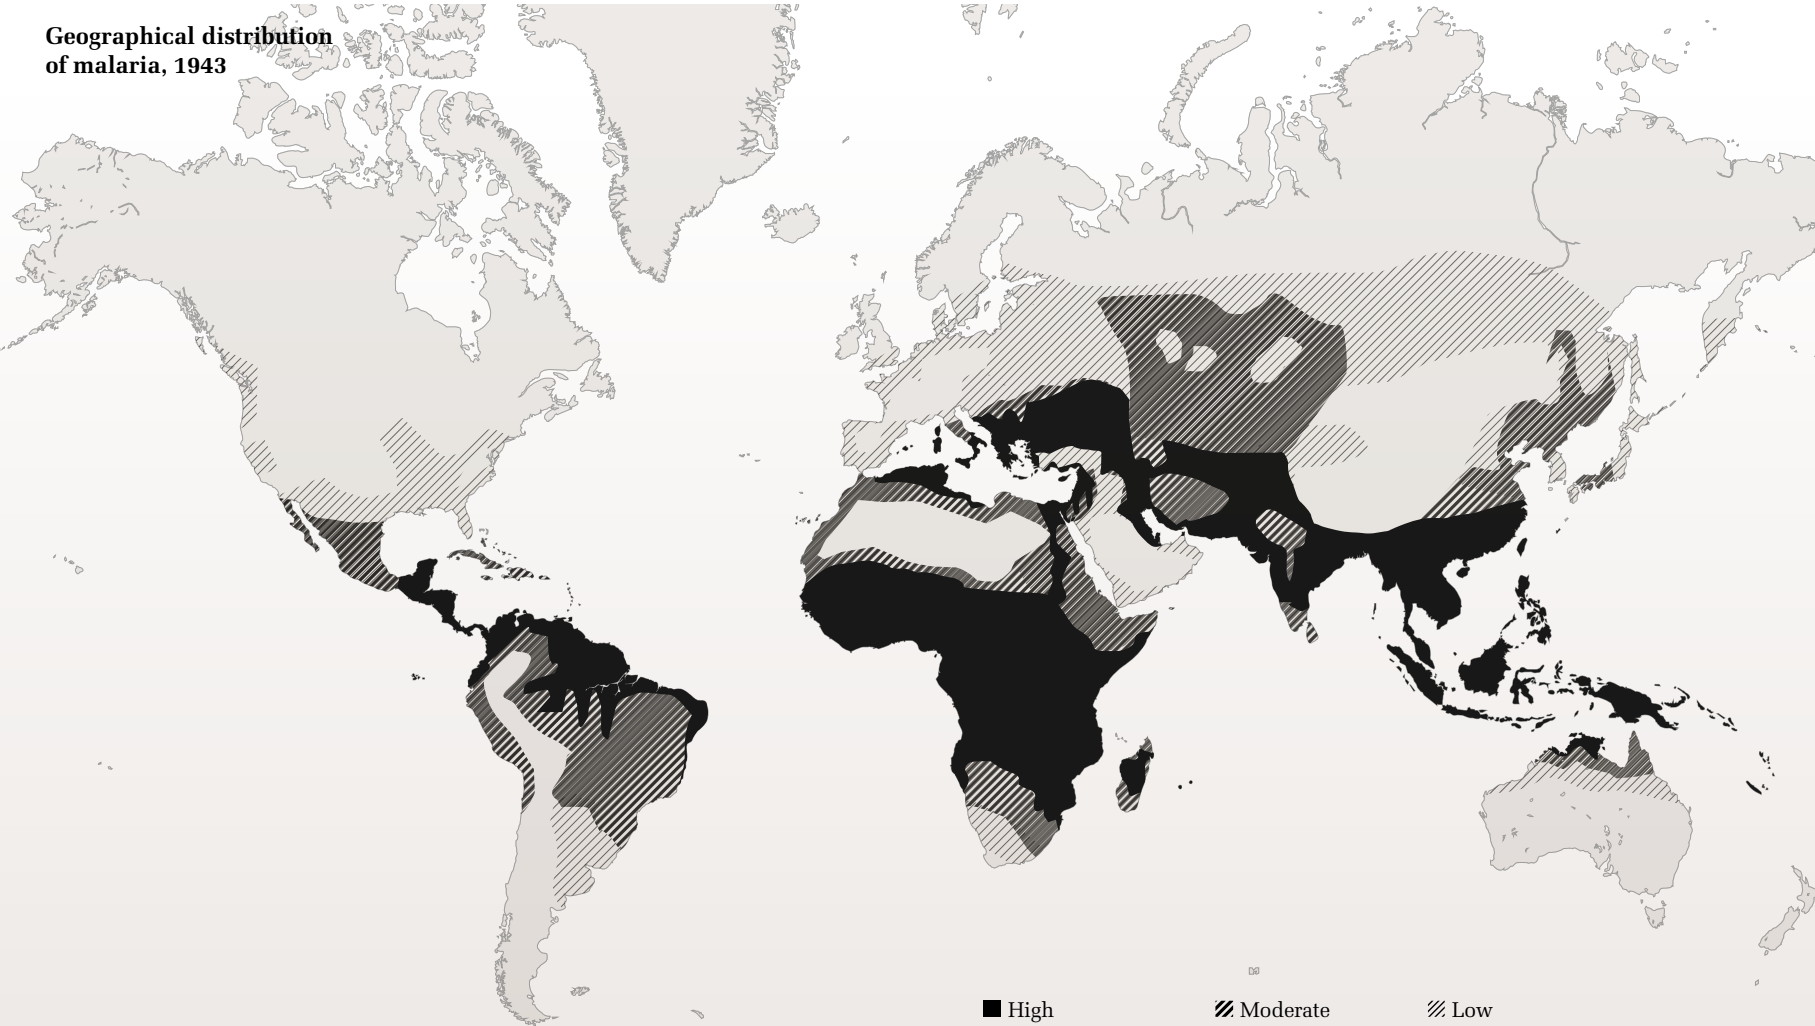 Geographical distribution
of malaria, 1943
High
Moderate
Low